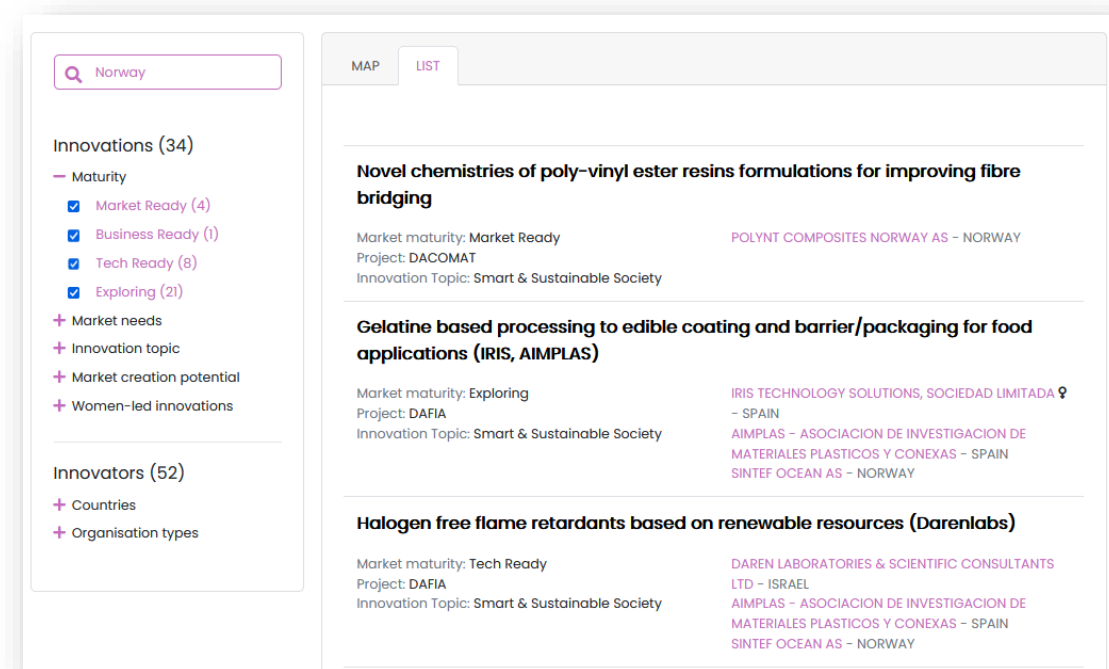 Norway
Innovations (34)
Maturity
Market Ready (4)
Business Ready (1)
Tech Ready (8)
Exploring (21)
Market needs
Innovation topic
Market creation potential
Women-led innovations
Innovators (52)
Countries
Organisation types
MAP LIST
Novel chemistries of poly-vinyl ester resins formulations for improving fibre
bridging
Market maturity: Market Ready
Project: DACOMAT
Innovation Topic: Smart & Sustainable Society
POLYNT COMPOSITES NORWAY AS - NORWAY
Gelatine based processing to edible coating and barrier/packaging for food
applications (IRIS, AIMPLAS)
Market maturity: Exploring
Project: DAFIA
Innovation Topic: Smart & Sustainable Society
IRIS TECHNOLOGY SOLUTIONS, SOCIEDAD LIMITADA
- SPAIN
AIMPLAS - ASOCIACION DE INVESTIGACION DE
MATERIALES PLASTICOS Y CONEXAS - SPAIN
SINTEF OCEAN AS - NORWAY
Halogen free flame retardants based on renewable resources (Darenlabs)
Market maturity: Tech Ready
Project: DAFIA
Innovation Topic: Smart & Sustainable Society
DAREN LABORATORIES & SCIENTIFIC CONSULTANTS
LTD - ISRAEL
AIMPLAS - ASOCIACION DE INVESTIGACION DE
MATERIALES PLASTICOS Y CONEXAS - SPAIN
SINTEF OCEAN AS - NORWAY